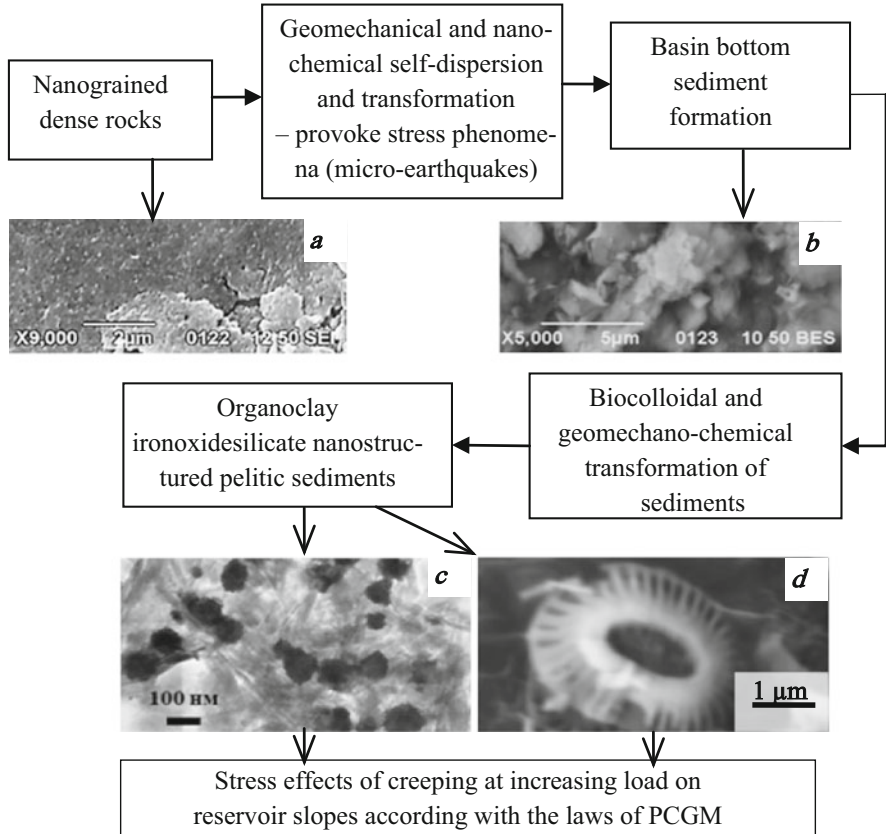 Nanograined
dense rocks
Geomechanical and nano-
chemical self-dispersion
and transformation
– provoke stress phenome-
na (micro-earthquakes)
Basin bottom
sediment
formation
a
X9,000 2μm 0122 12 50 SEI
b
X5,000 5μm 0123 10 50 BES
Organoclay
ironoxidesilicate nanostruc-
tured pelitic sediments
Biocolloidal and
geomechano-chemical
transformation of
sediments
c
100 нм
d
1 μm
Stress effects of creeping at increasing load on
reservoir slopes according with the laws of PCGM